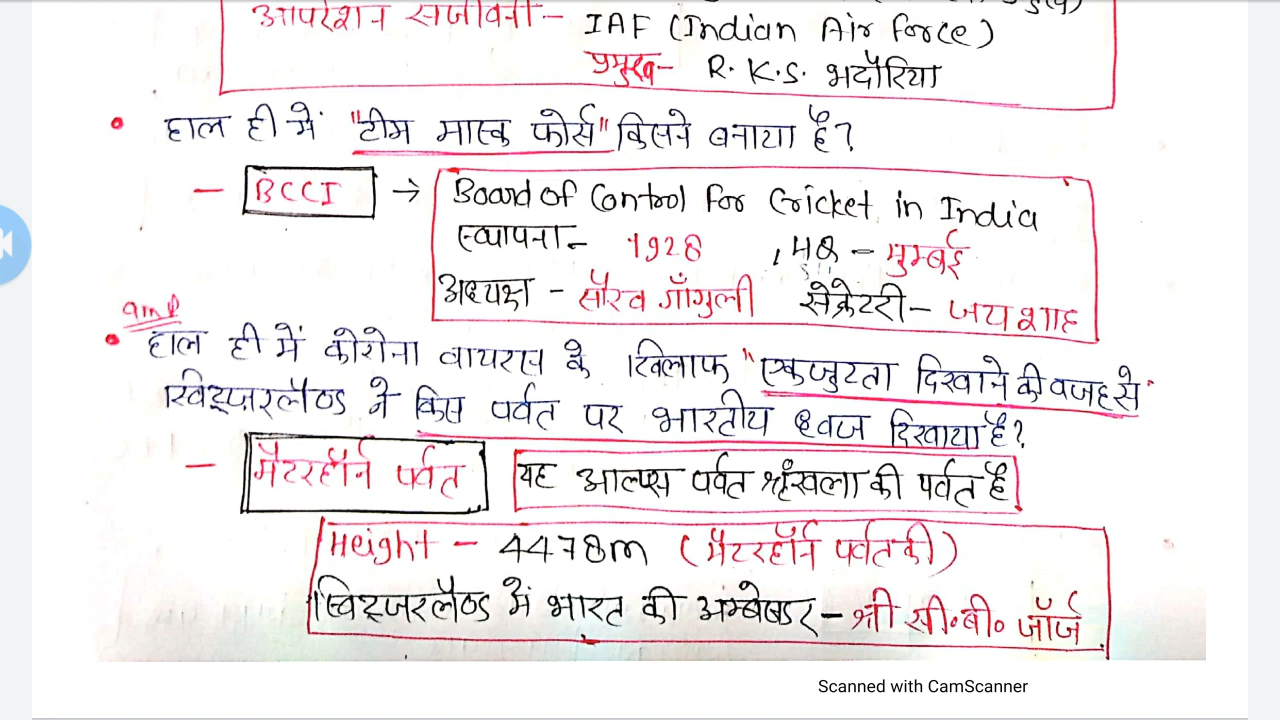 आपरेशन संजीवनी - IAF (Indian Air Force)
प्रमुख - R. K.S. भदौरिया
• हाल ही में "टीम मास्क फोर्स" किसने बनाया है?
- BCCI → Board of Control For Cricket in India
स्थापना - 1928 , HQ - मुम्बई
अध्यक्ष - सौरव गाँगुली सेक्रेटरी - जय शाह
imp
• हाल ही में कोरोना वायरस के खिलाफ "एकजुटता दिखाने की वजह से"
स्विट्ज़रलैण्ड ने किस पर्वत पर भारतीय ध्वज दिखाया है?
- मैटरहॉर्न पर्वत यह आल्प्स पर्वत श्रृंखला की पर्वत है
Height - 4478m (मैटरहॉर्न पर्वत की)
स्विट्जरलैण्ड में भारत की अम्बेसडर - श्री सी॰बी॰ जॉर्ज
Scanned with CamScanner